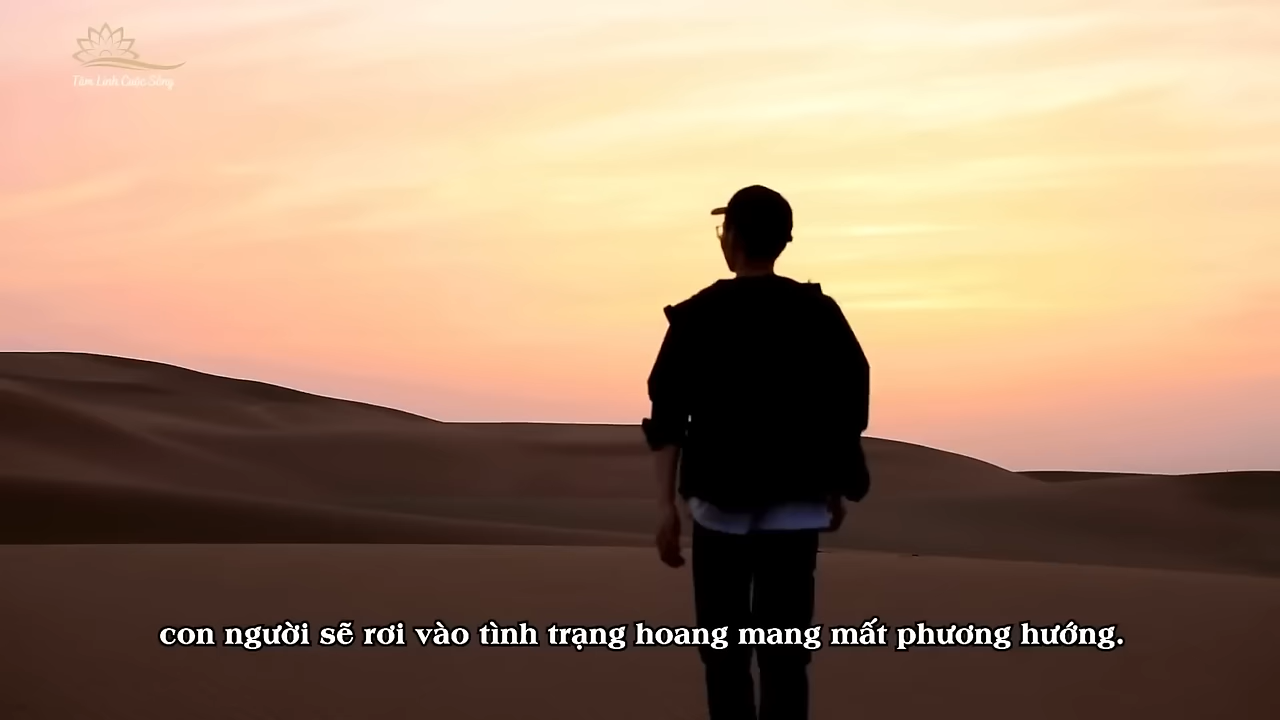 Tâm Linh Cuộc Sống
con người sẽ rơi vào tình trạng hoang mang mất phương hướng.